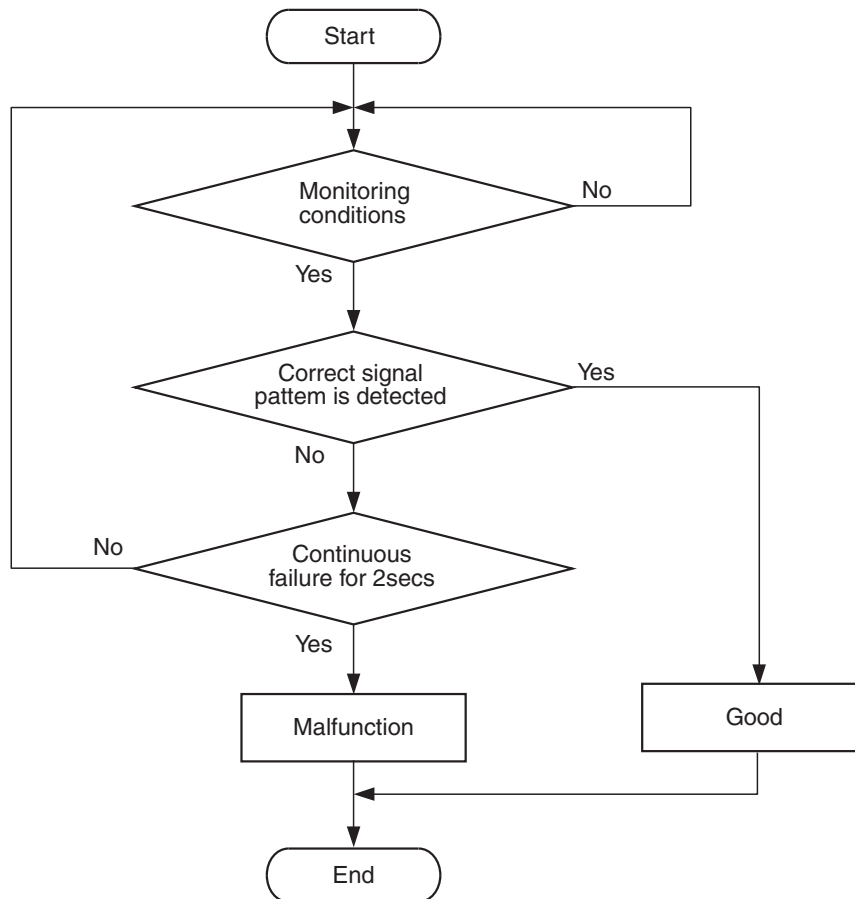 Start
Monitoring
conditions
No
Yes
Correct signal
pattem is detected
Yes
No
Continuous
failure for 2secs
No
Yes
Malfunction
Good
End